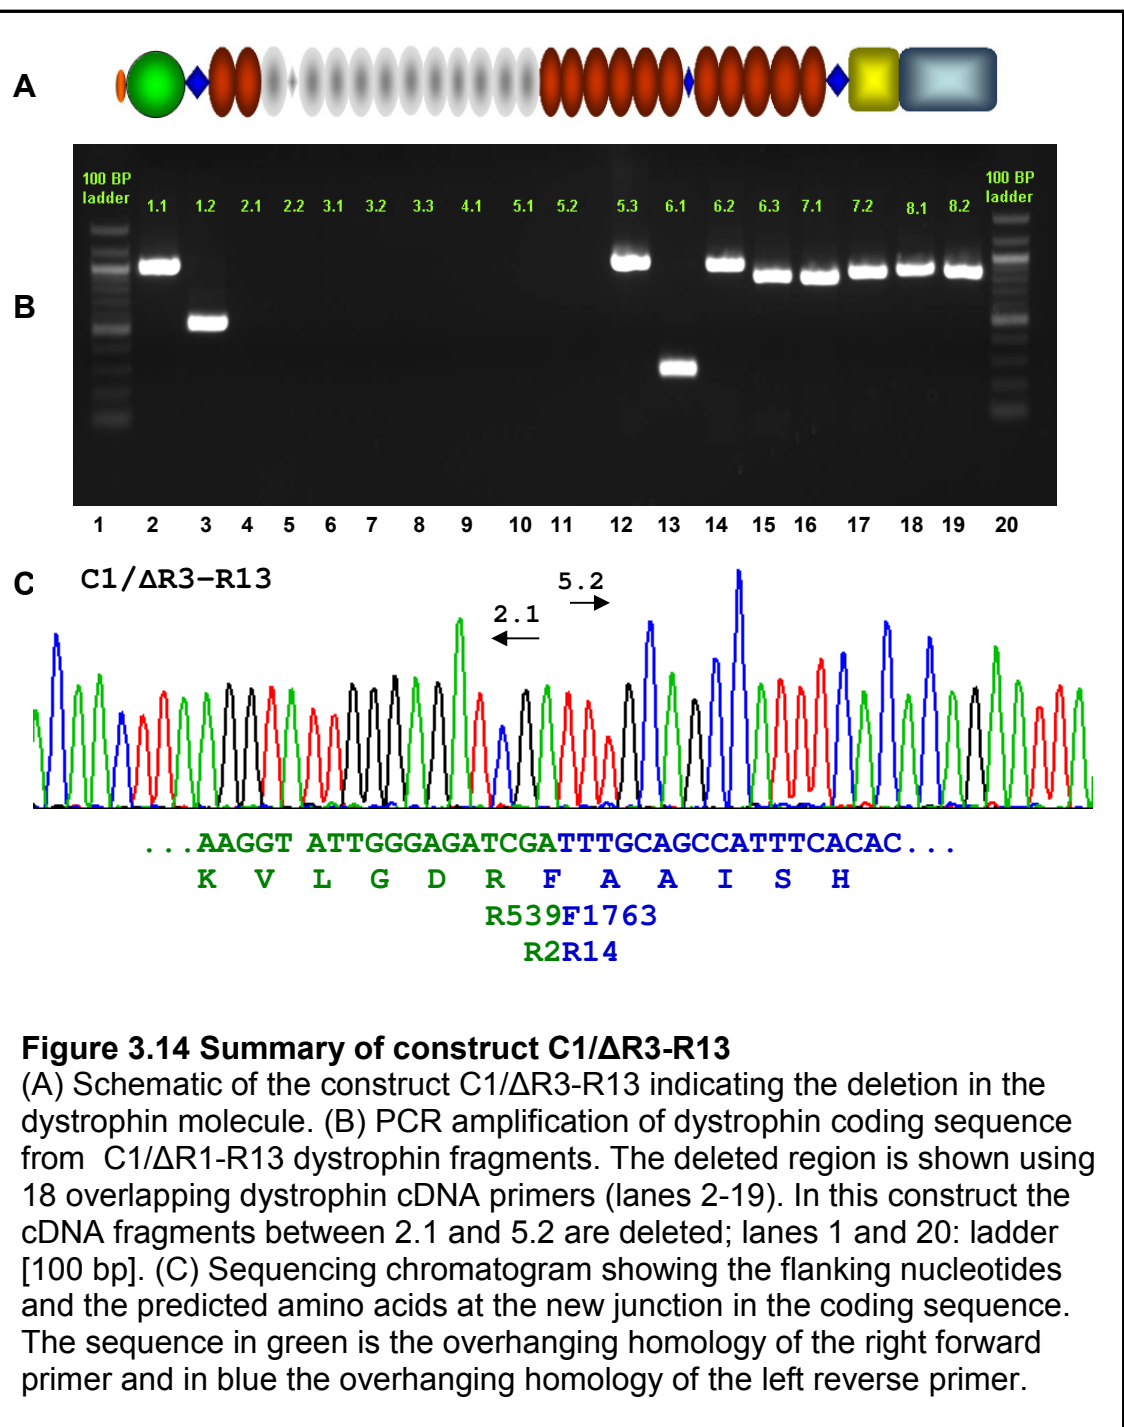 A
100 BP
ladder
1.1 1.2 2.1 2.2 3.1 3.2 3.3 4.1 5.1 5.2 5.3 6.1 6.2 6.3 7.1 7.2 8.1 8.2
100 BP
ladder
B
1 2 3 4 5 6 7 8 9 10 11 12 13 14 15 16 17 18 19 20
C C1/ΔR3–R13
5.2
2.1
...AAGGT ATTGGGAGATCGATTTGCAGCCATTTCACAC...
K V L G D R F A A I S H
R539F1763
R2R14
Figure 3.14 Summary of construct C1/ΔR3-R13
(A) Schematic of the construct C1/ΔR3-R13 indicating the deletion in the
dystrophin molecule. (B) PCR amplification of dystrophin coding sequence
from C1/ΔR1-R13 dystrophin fragments. The deleted region is shown using
18 overlapping dystrophin cDNA primers (lanes 2-19). In this construct the
cDNA fragments between 2.1 and 5.2 are deleted; lanes 1 and 20: ladder
[100 bp]. (C) Sequencing chromatogram showing the flanking nucleotides
and the predicted amino acids at the new junction in the coding sequence.
The sequence in green is the overhanging homology of the right forward
primer and in blue the overhanging homology of the left reverse primer.